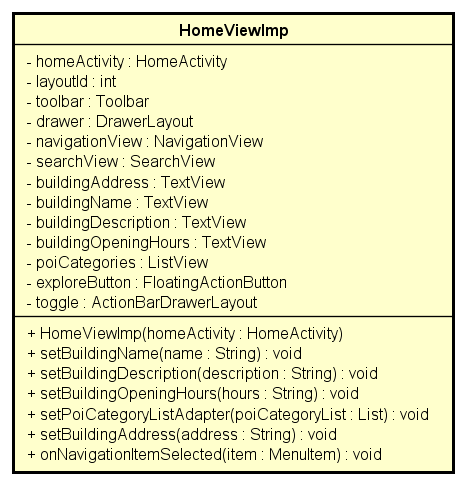 HomeViewImp
- homeActivity : HomeActivity
- layoutId : int
- toolbar : Toolbar
- drawer : DrawerLayout
- navigationView : NavigationView
- searchView : SearchView
- buildingAddress : TextView
- buildingName : TextView
- buildingDescription : TextView
- buildingOpeningHours : TextView
- poiCategories : ListView
- exploreButton : FloatingActionButton
- toggle : ActionBarDrawerLayout
+ HomeViewImp(homeActivity : HomeActivity)
+ setBuildingName(name : String) : void
+ setBuildingDescription(description : String) : void
+ setBuildingOpeningHours(hours : String) : void
+ setPoiCategoryListAdapter(poiCategoryList : List) : void
+ setBuildingAddress(address : String) : void
+ onNavigationItemSelected(item : MenuItem) : void